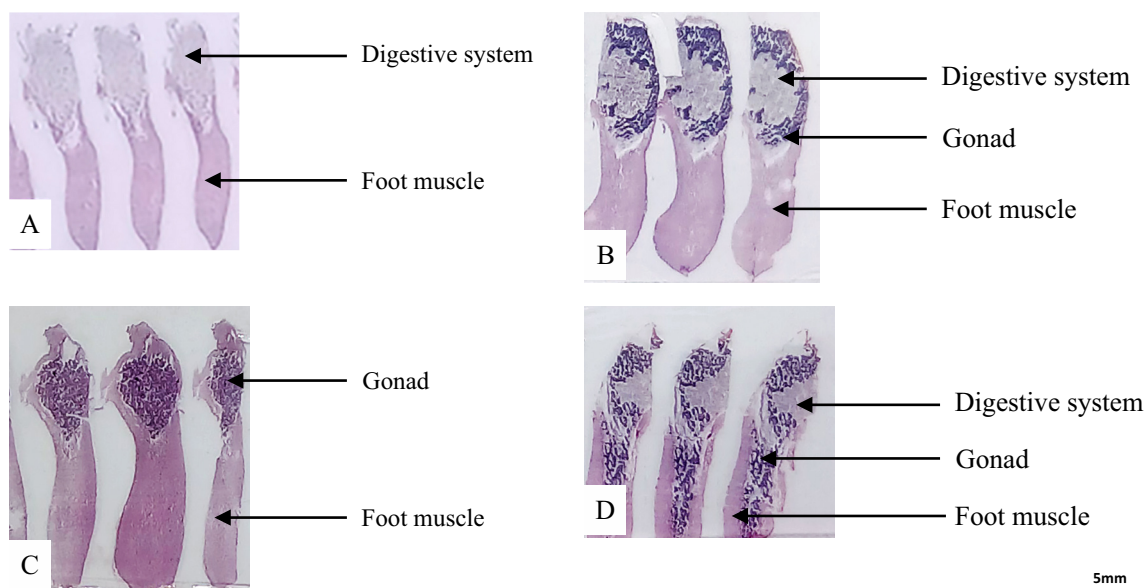 Digestive system
Foot muscle
A
Digestive system
Gonad
Foot muscle
B
Gonad
Foot muscle
C
Digestive system
Gonad
Foot muscle
D
5mm